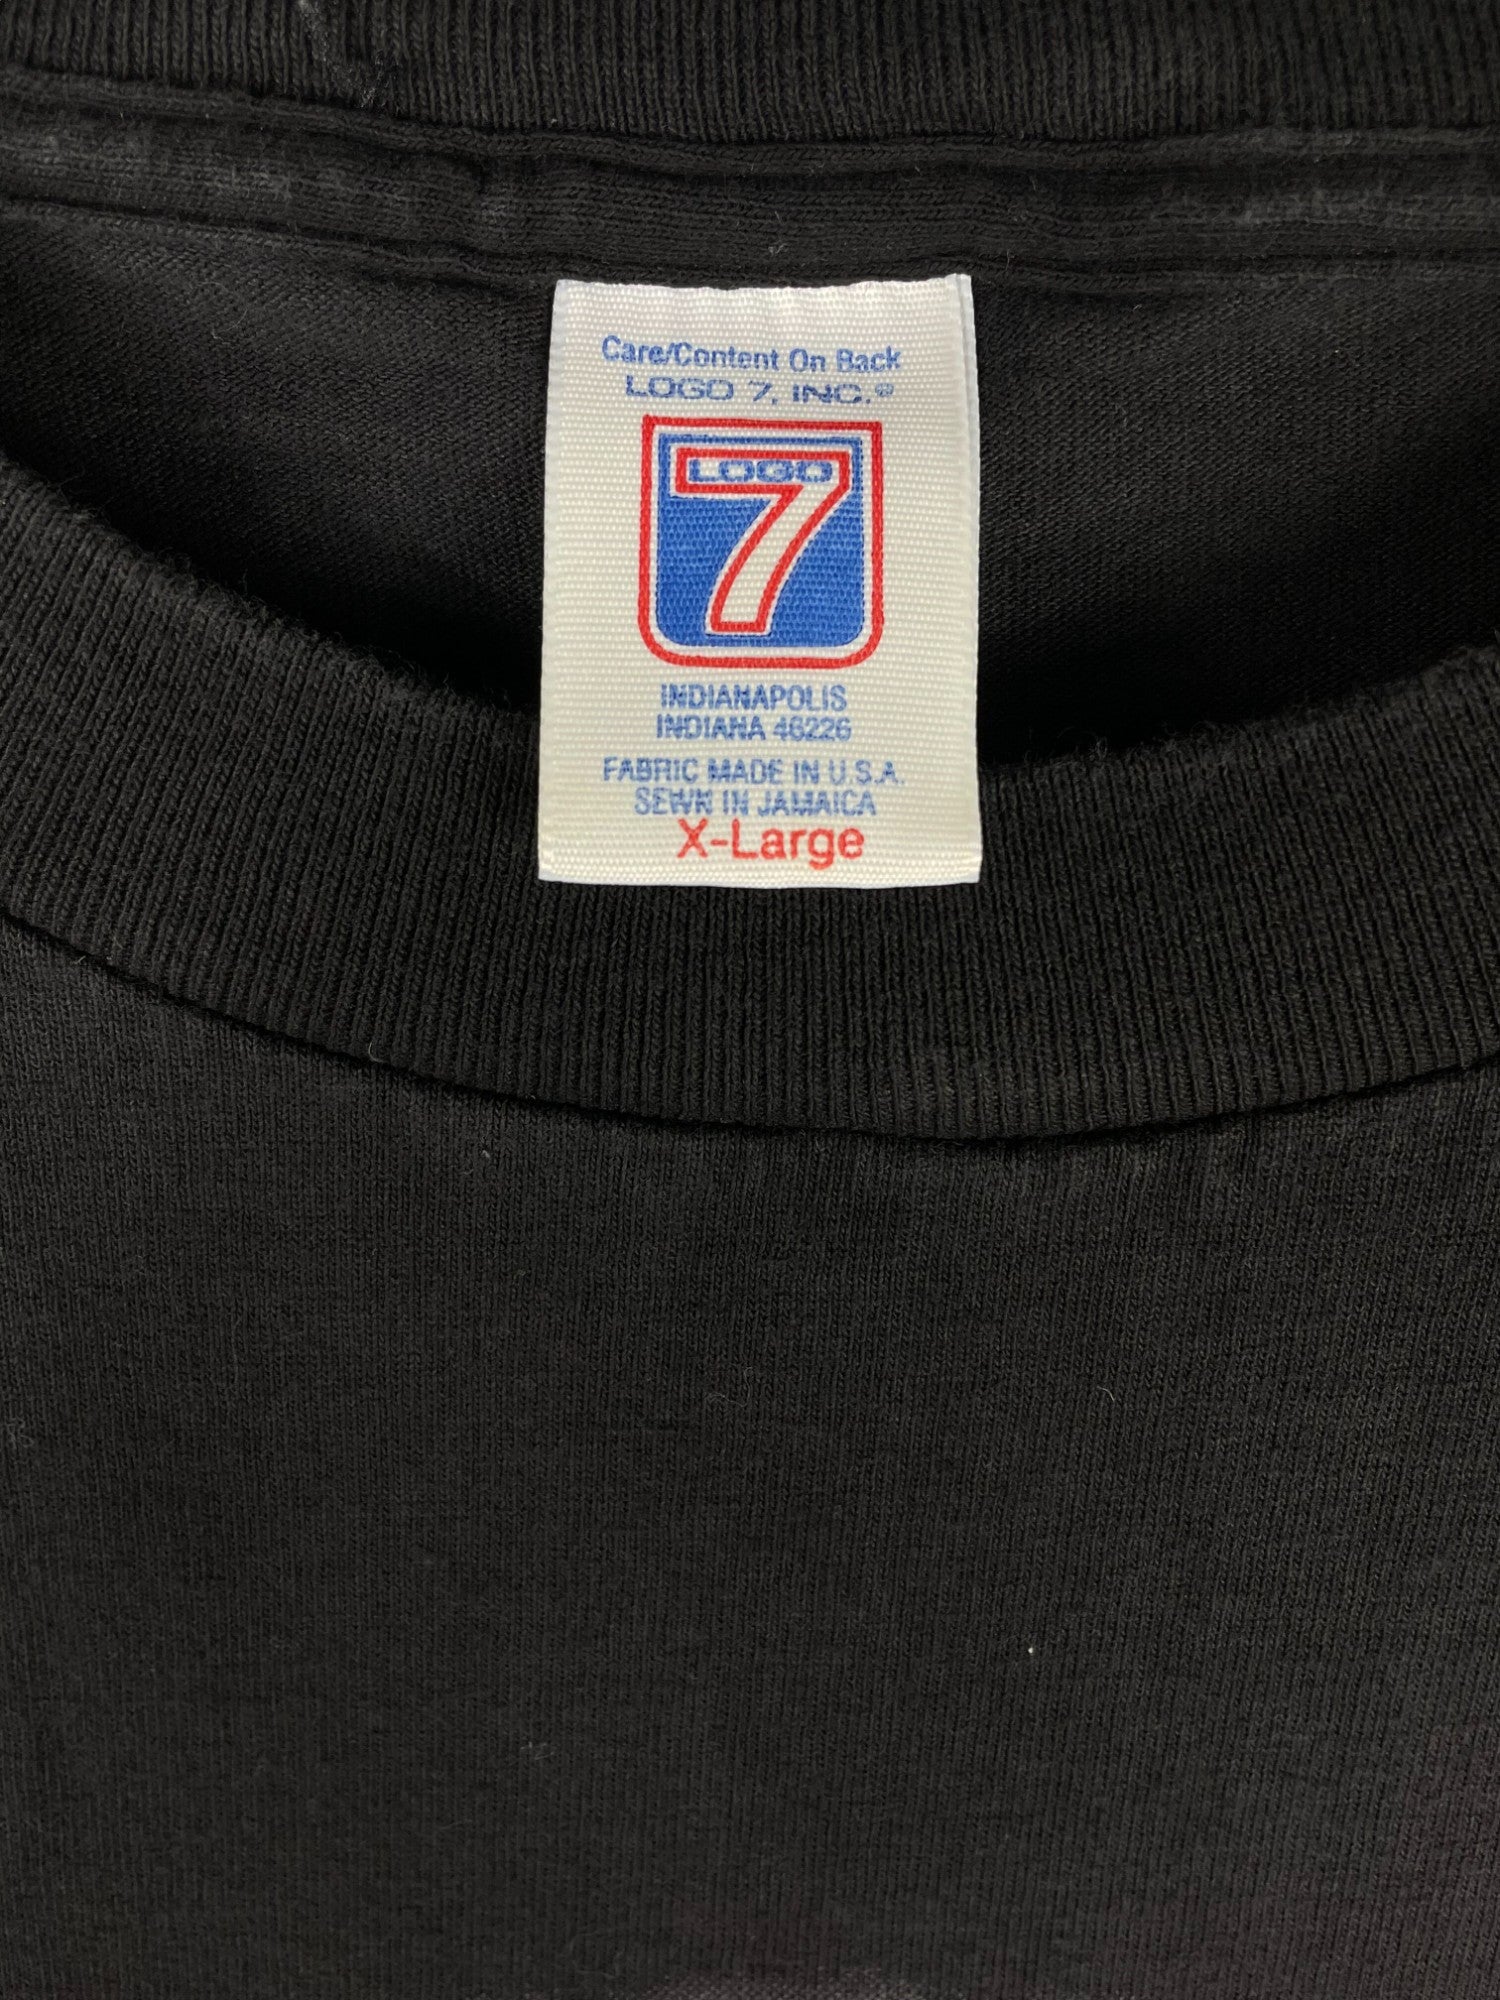 Care/Content On Back
LOGO 7, INC.®
LOGO
7
INDIANAPOLIS
INDIANA 46226
FABRIC MADE IN U.S.A.
SEWN IN JAMAICA
X-Large